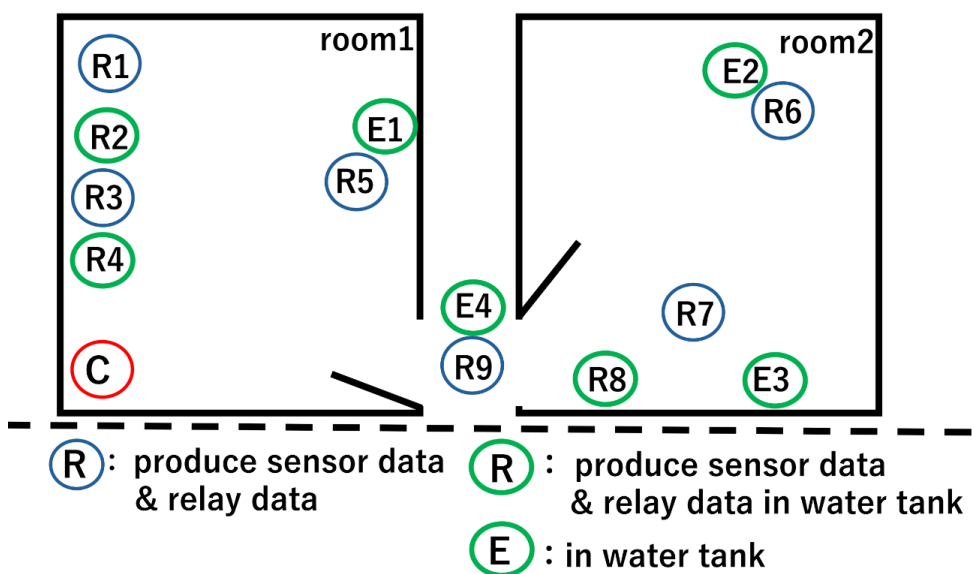 room1
room2
R1
E2
R6
R2
E1
R3
R5
R4
E4
R7
C
R9
R8
E3
R : produce sensor data
& relay data
R : produce sensor data
& relay data in water tank
E : in water tank